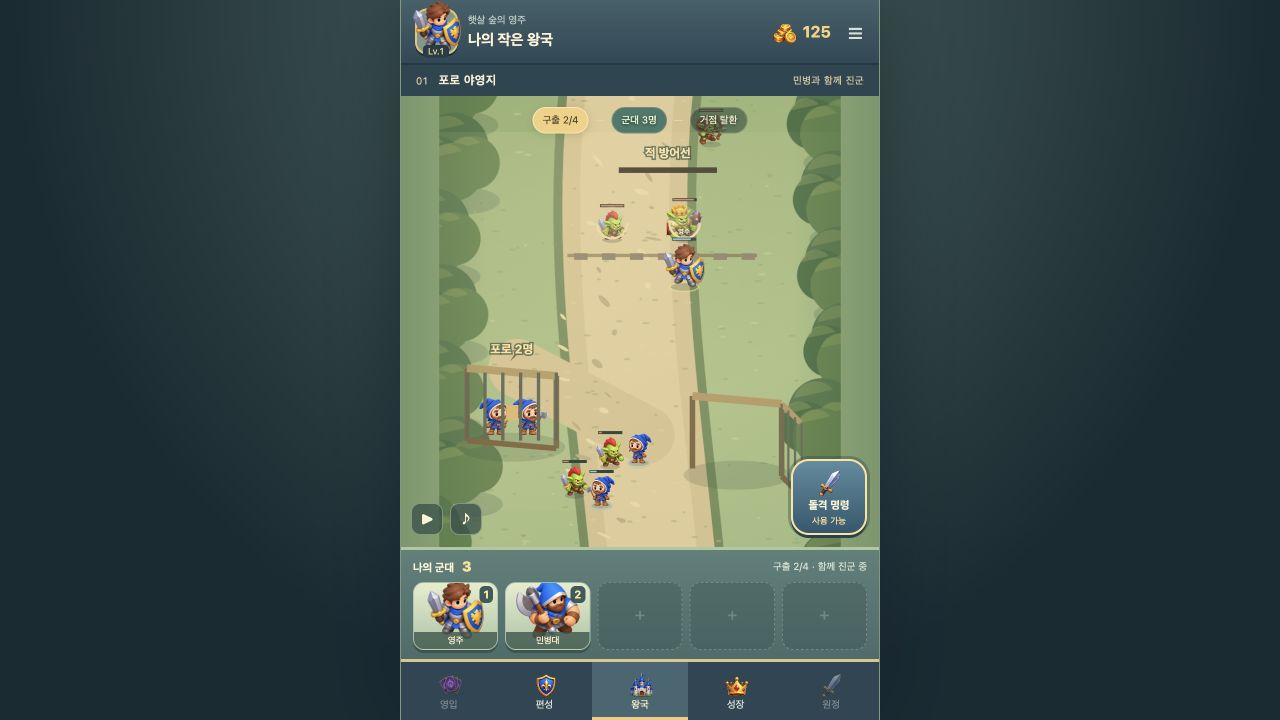 햇살 숲의 영주
나의 작은 왕국
Lv.1
125
01 포로 야영지
민병과 함께 진군
구출 2/4
군대 3명
거점 탈환
적 방어선
영주
포로 2명
돌격 명령
사용 가능
나의 군대 3
구출 2/4 · 함께 진군 중
1
영주
2
민병대
+
+
+
영입
편성
왕국
성장
원정